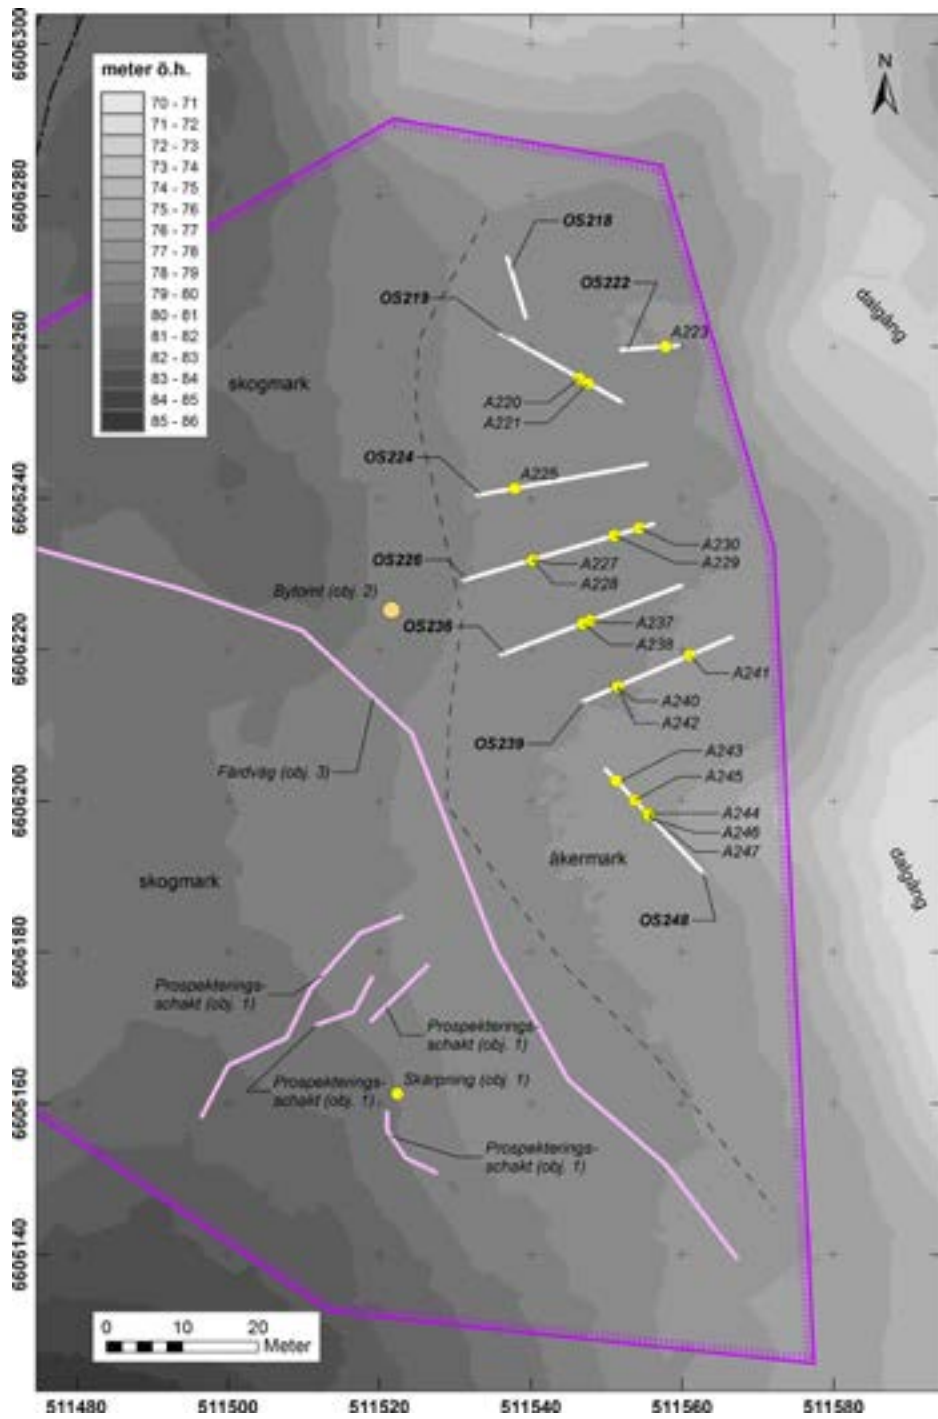 meter ö.h.
70 - 71
71 - 72
72 - 73
73 - 74
74 - 75
75 - 76
76 - 77
77 - 78
78 - 79
79 - 80
80 - 81
81 - 82
82 - 83
83 - 84
84 - 85
85 - 86
N
6606300
6606280
6606260
6606240
6606220
6606200
6606180
6606160
6606140
OS218
OS222
OS219
A223
dalgång
skogmark
A220
A221
OS224
A225
OS226
A230
A227
A229
A228
Bytomt (obj. 2)
OS236
A237
A238
A241
A240
A242
OS239
Färdväg (obj. 3)
A243
A245
A244
A246
A247
åkermark
dalgång
skogmark
OS248
Prospekterings-
schakt (obj. 1)
Prospekterings-
schakt (obj. 1)
Prospekterings-
schakt (obj. 1)
Skärpning (obj. 1)
Prospekterings-
schakt (obj. 1)
0 10 20
Meter
511480 511500 511520 511540 511560 511580